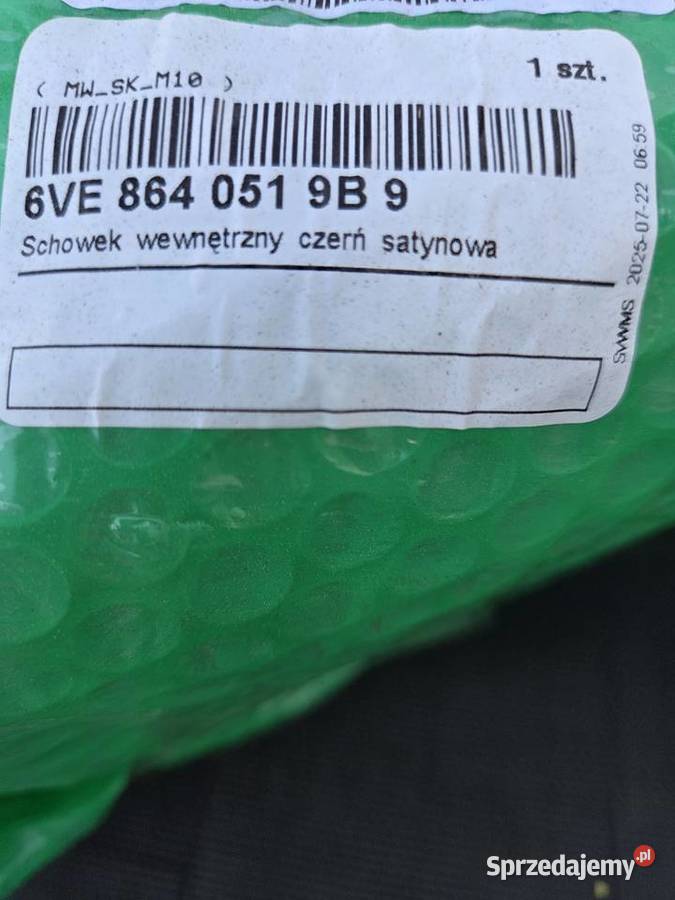 ( MW_SK_M10 )
1 szt.
6VE 864 051 9B 9
Schowek wewnętrzny czerń satynowa
SVWMS 2025-07-22 06:59
Sprzedajemy.pl